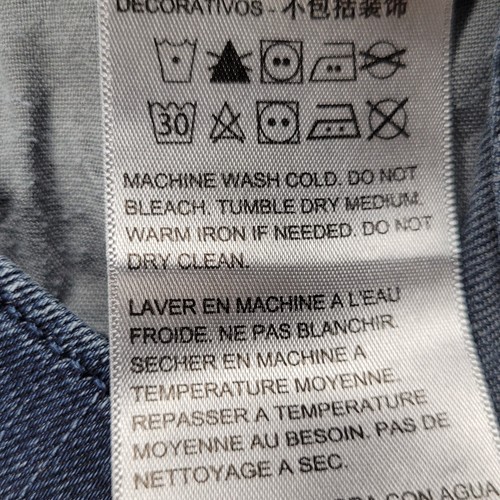 DECORATIVOS - 不包括装饰
30
MACHINE WASH COLD. DO NOT
BLEACH. TUMBLE DRY MEDIUM.
WARM IRON IF NEEDED. DO NOT
DRY CLEAN.
LAVER EN MACHINE A L'EAU
FROIDE. NE PAS BLANCHIR.
SECHER EN MACHINE A
TEMPERATURE MOYENNE.
REPASSER A TEMPERATURE
MOYENNE AU BESOIN. PAS DE
NETTOYAGE A SEC.
CON AGUA